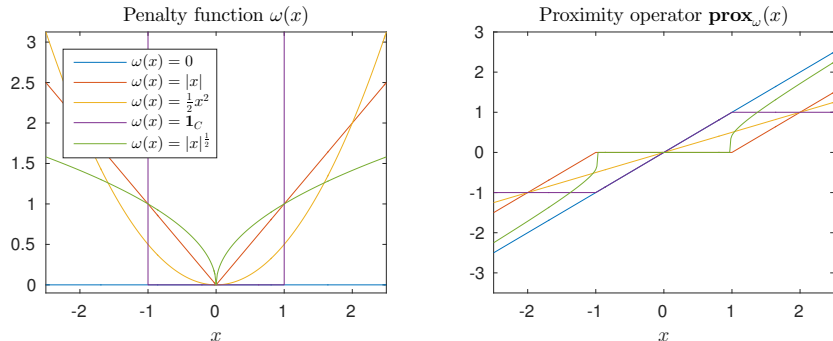 Penalty function ω(x)
3
2.5
2
1.5
1
0.5
0
-2
-1
0
1
2
x
ω(x) = 0
ω(x) = |x|
ω(x) = ½x²
ω(x) = 1_C
ω(x) = |x|^½
Proximity operator prox_ω(x)
3
2
1
0
-1
-2
-3
-2
-1
0
1
2
x